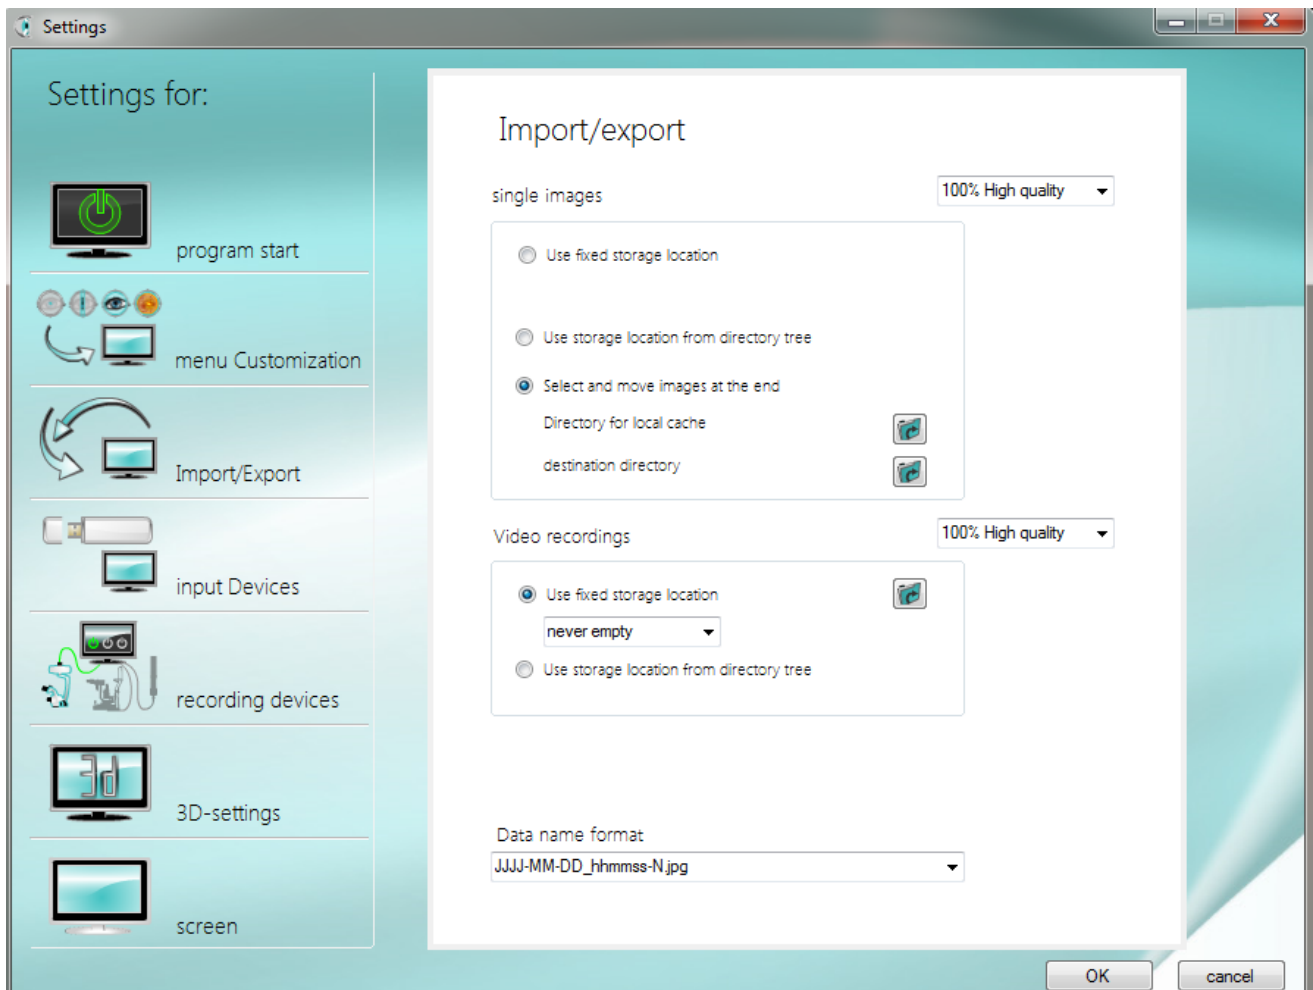 Settings
Settings for:
program start
menu Customization
Import/Export
input Devices
recording devices
3d
3D-settings
screen
Import/export
single images
100% High quality
Use fixed storage location
Use storage location from directory tree
Select and move images at the end
Directory for local cache
destination directory
Video recordings
100% High quality
Use fixed storage location
never empty
Use storage location from directory tree
Data name format
JJJJ-MM-DD_hhmmss-N.jpg
OK
cancel